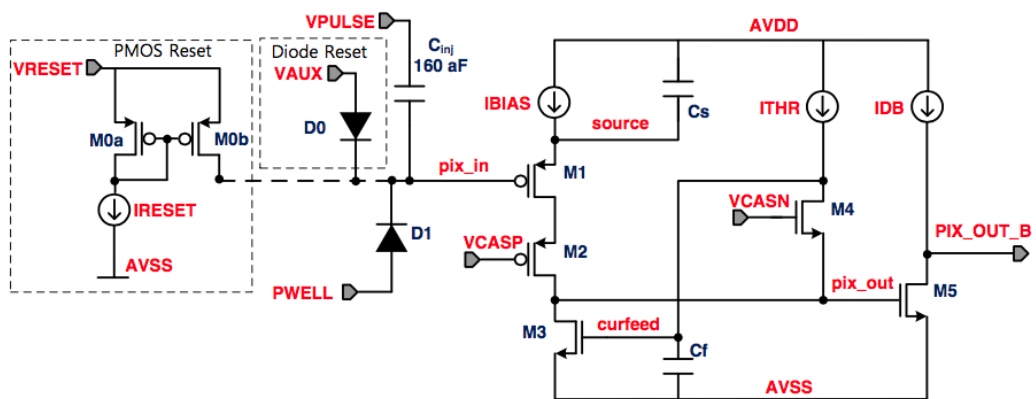 VPULSE
PMOS Reset
Diode Reset
Cinj
160 aF
AVDD
VRESET
VAUX
IBIAS
Cs
ITHR
IDB
M0a
M0b
D0
source
pix_in
M1
IRESET
VCASN
M4
D1
VCASP
M2
PIX_OUT_B
AVSS
pix_out
M5
PWELL
M3
curfeed
Cf
AVSS